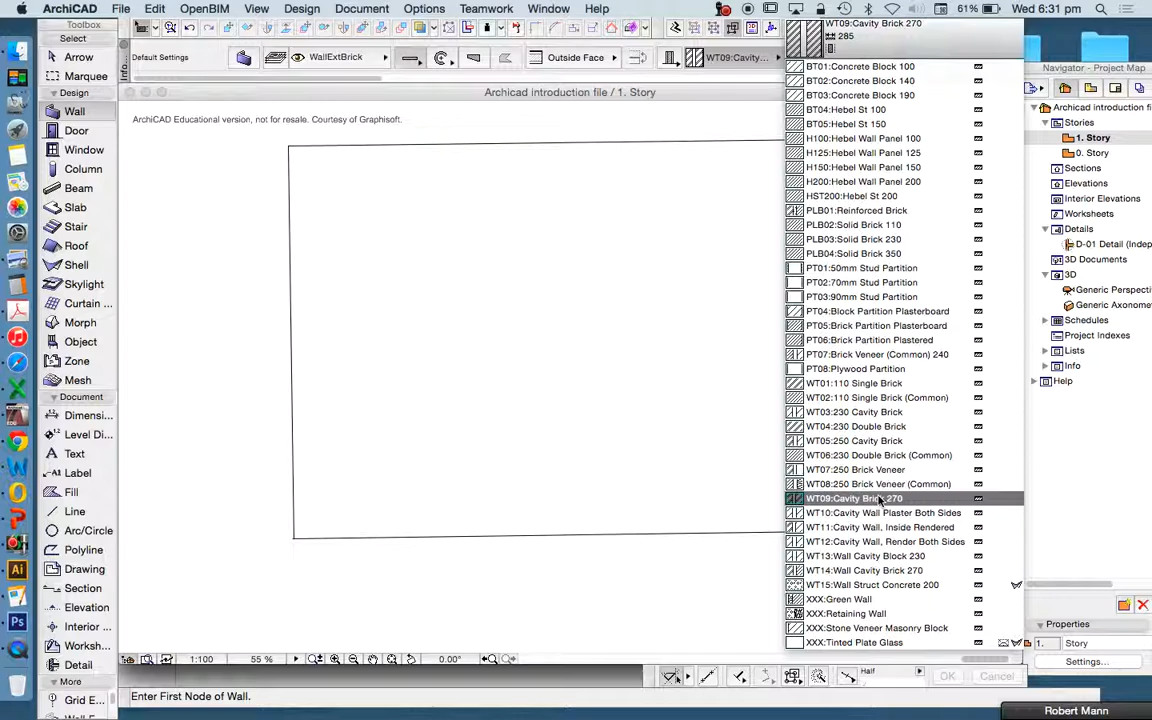 ArchiCAD File Edit OpenBIM View Design Document Options Teamwork Window Help 61% Wed 6:31 pm
WT09:Cavity Brick 270
285
Toolbox
Select
Arrow
Marquee
Design
Wall
Door
Window
Column
Beam
Slab
Stair
Roof
Shell
Skylight
Curtain ...
Morph
Object
Zone
Mesh
Document
Dimensi...
Level Di...
Text
Label
Fill
Line
Arc/Circle
Polyline
Drawing
Section
Elevation
Interior ...
Worksh...
Detail
More
Grid E...
Default Settings
WallExtBrick
Outside Face
WT09:Cavity...
Archicad introduction file / 1. Story
ArchiCAD Educational version, not for resale. Courtesy of Graphisoft.
BT01:Concrete Block 100
BT02:Concrete Block 140
BT03:Concrete Block 190
BT04:Hebel St 100
BT05:Hebel St 150
H100:Hebel Wall Panel 100
H125:Hebel Wall Panel 125
H150:Hebel Wall Panel 150
H200:Hebel Wall Panel 200
HST200:Hebel St 200
PLB01:Reinforced Brick
PLB02:Solid Brick 110
PLB03:Solid Brick 230
PLB04:Solid Brick 350
PT01:50mm Stud Partition
PT02:70mm Stud Partition
PT03:90mm Stud Partition
PT04:Block Partition Plasterboard
PT05:Brick Partition Plasterboard
PT06:Brick Partition Plastered
PT07:Brick Veneer (Common) 240
PT08:Plywood Partition
WT01:110 Single Brick
WT02:110 Single Brick (Common)
WT03:230 Cavity Brick
WT04:230 Double Brick
WT05:250 Cavity Brick
WT06:230 Double Brick (Common)
WT07:250 Brick Veneer
WT08:250 Brick Veneer (Common)
WT09:Cavity Brick 270
WT10:Cavity Wall Plaster Both Sides
WT11:Cavity Wall, Inside Rendered
WT12:Cavity Wall, Render Both Sides
WT13:Wall Cavity Block 230
WT14:Wall Cavity Brick 270
WT15:Wall Struct Concrete 200
XXX:Green Wall
XXX:Retaining Wall
XXX:Stone Veneer Masonry Block
XXX:Tinted Plate Glass
Navigator - Project Map
Archicad introduction file
Stories
1. Story
0. Story
Sections
Elevations
Interior Elevations
Worksheets
Details
D-01 Detail (Indep
3D Documents
3D
Generic Perspecti
Generic Axonome
Schedules
Project Indexes
Lists
Info
Help
Properties
1. Story
Settings...
1:100 55 % 0.00°
Half
OK Cancel
Enter First Node of Wall.
Robert Mann